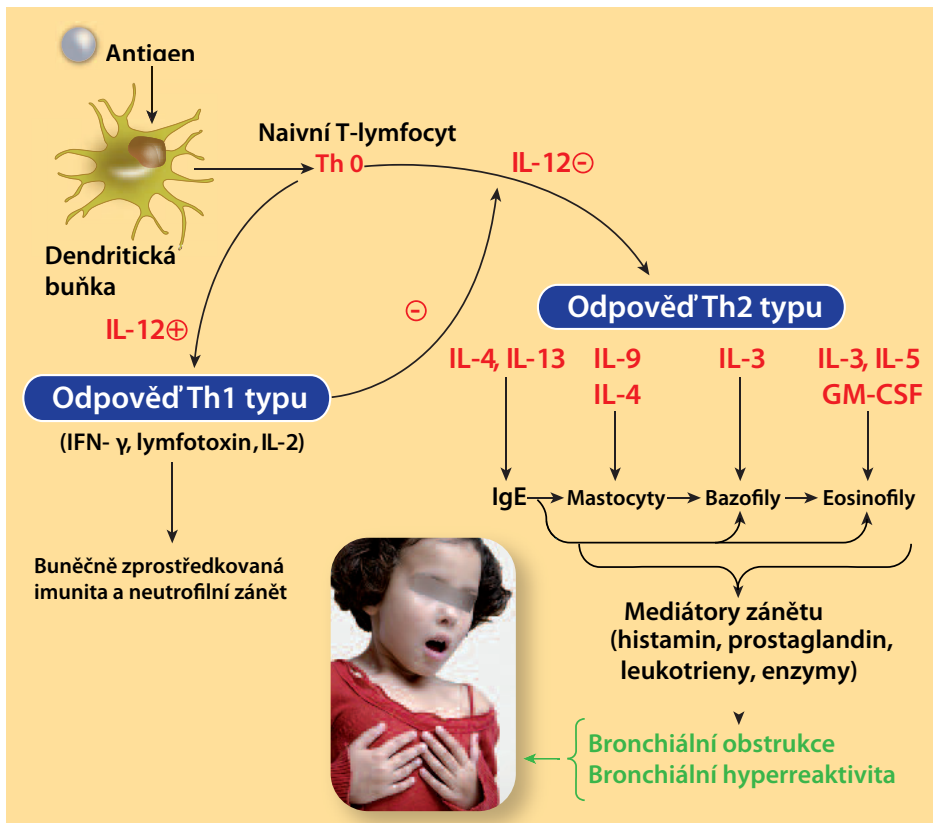 Antigen
Naivní T-lymfocyt
Th 0
IL-12⊖
Dendritická
buňka
IL-12⊕
⊖
Odpověď Th2 typu
Odpověď Th1 typu
(IFN- γ, lymfotoxin, IL-2)
IL-4, IL-13
IL-9
IL-4
IL-3
IL-3, IL-5
GM-CSF
IgE
Mastocyty
Bazofily
Eosinofily
Buněčně zprostředkovaná
imunita a neutrofilní zánět
Mediátory zánětu
(histamin, prostaglandin,
leukotrieny, enzymy)
Bronchiální obstrukce
Bronchiální hyperreaktivita